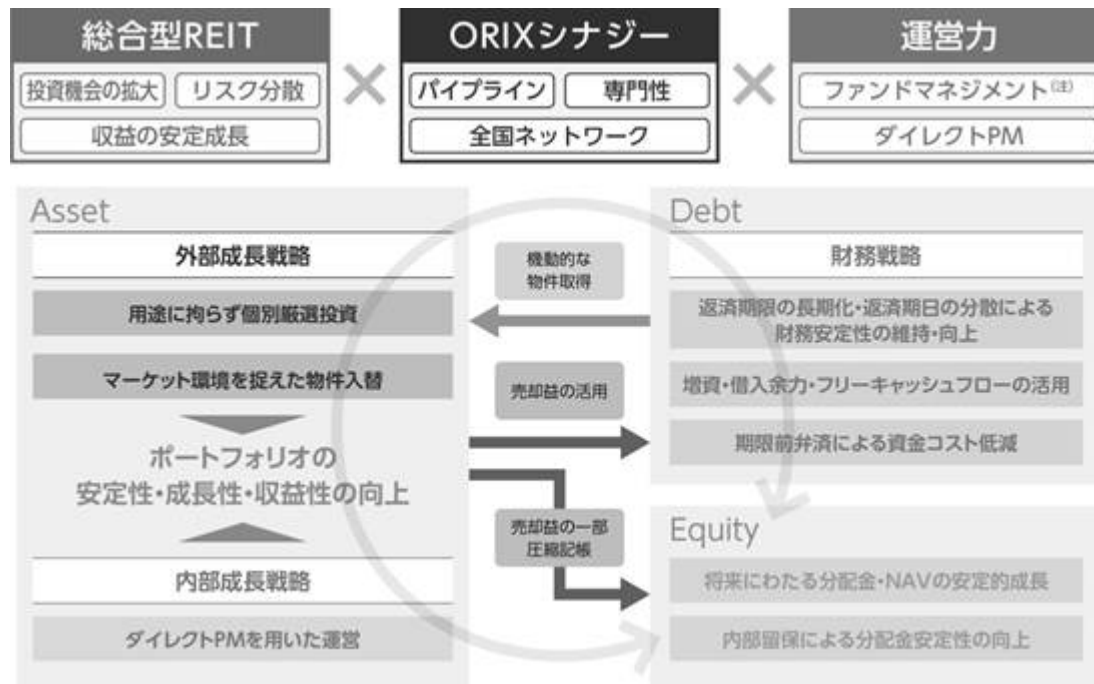 総合型REIT
投資機会の拡大
リスク分散
収益の安定成長
×
ORIXシナジー
パイプライン
専門性
全国ネットワーク
×
運営力
ファンドマネジメント(注)
ダイレクトPM
Asset
外部成長戦略
用途に拘らず個別厳選投資
マーケット環境を捉えた物件入替
ポートフォリオの
安定性・成長性・収益性の向上
内部成長戦略
ダイレクトPMを用いた運営
機動的な
物件取得
売却益の活用
売却益の一部
圧縮記帳
Debt
財務戦略
返済期限の長期化・返済期日の分散による
財務安定性の維持・向上
増資・借入余力・フリーキャッシュフローの活用
期限前弁済による資金コスト低減
Equity
将来にわたる分配金・NAVの安定的成長
内部留保による分配金安定性の向上